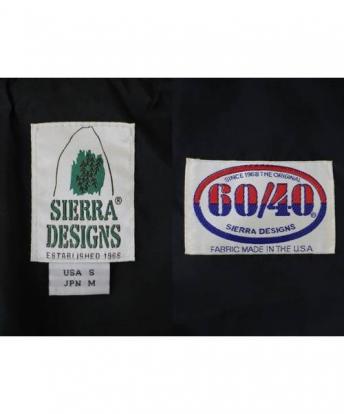 SIERRA
DESIGNS
ESTABLISHED 1965
USA S
JPN M
SINCE 1968 THE ORIGINAL
60/40®
SIERRA DESIGNS
FABRIC MADE IN THE U.S.A.